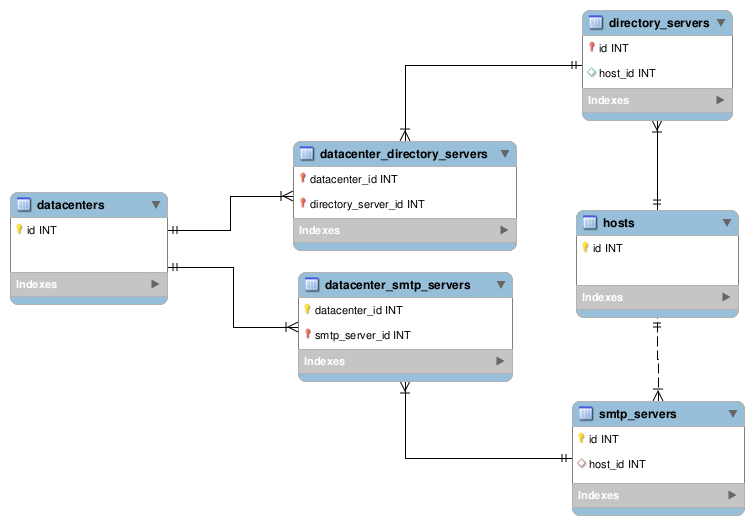 directory_servers
id INT
host_id INT
Indexes
datacenter_directory_servers
datacenter_id INT
directory_server_id INT
Indexes
datacenters
id INT
Indexes
hosts
id INT
Indexes
datacenter_smtp_servers
datacenter_id INT
smtp_server_id INT
Indexes
smtp_servers
id INT
host_id INT
Indexes